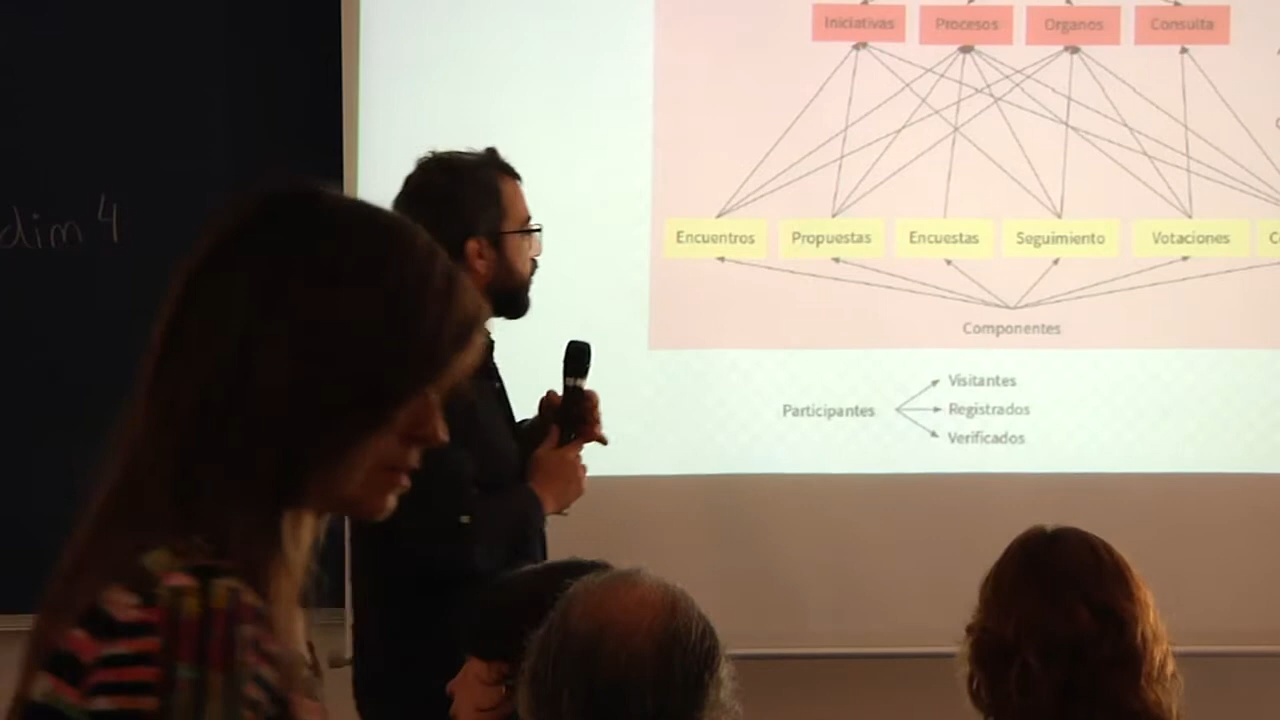 Iniciativas
Procesos
Organos
Consulta
dim 4
Encuentros
Propuestas
Encuestas
Seguimiento
Votaciones
Componentes
Participantes
Visitantes
Registrados
Verificados